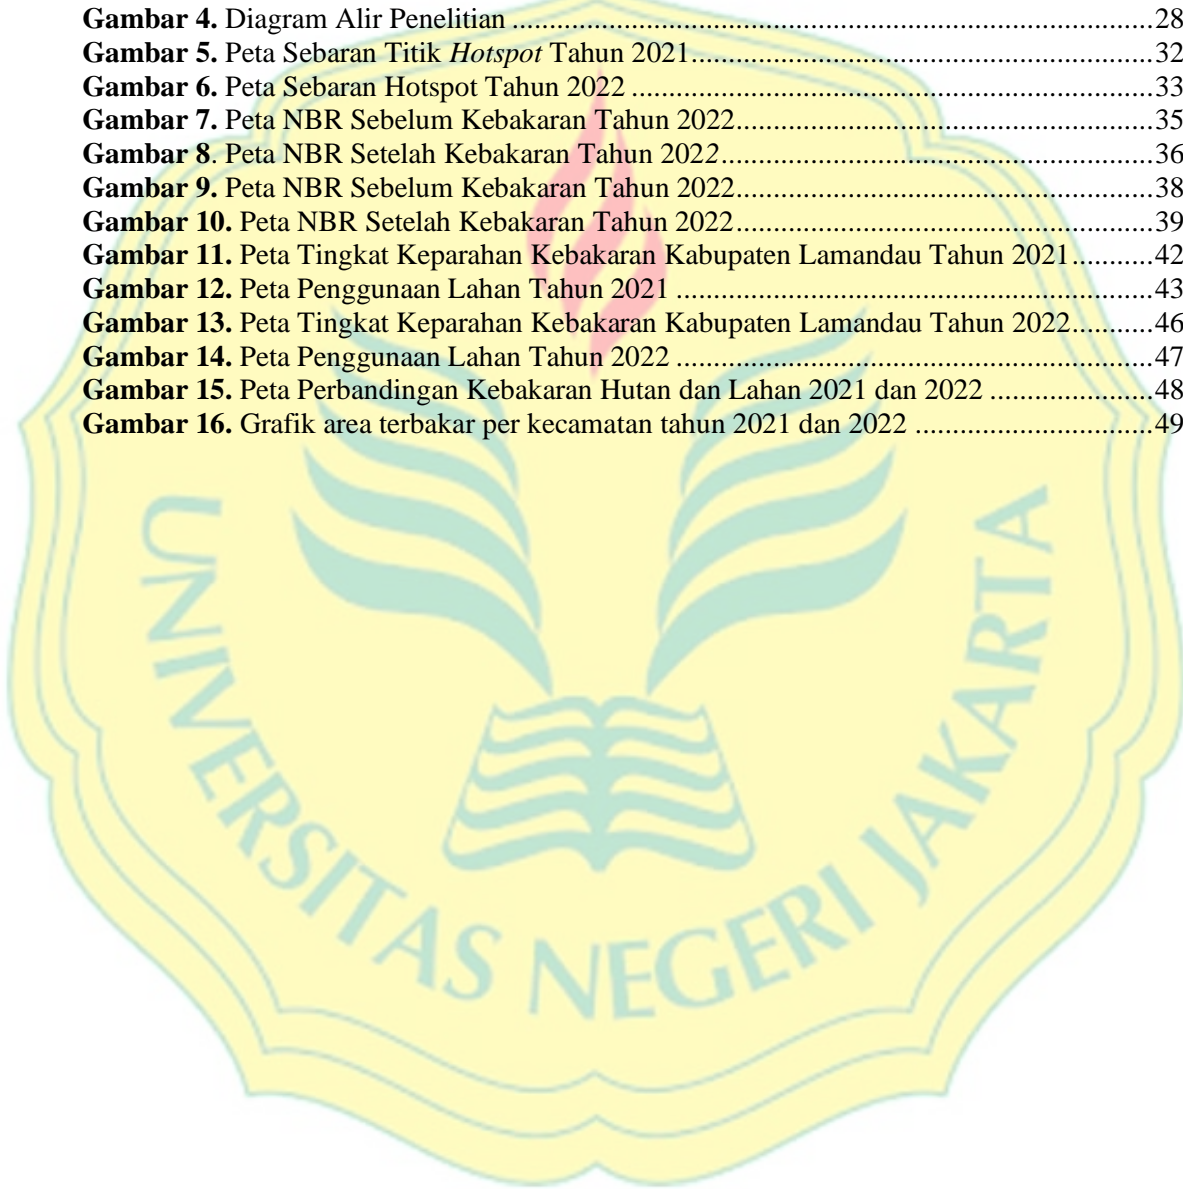 Gambar 4. Diagram Alir Penelitian ................................................................................28
Gambar 5. Peta Sebaran Titik Hotspot Tahun 2021..........................................................32
Gambar 6. Peta Sebaran Hotspot Tahun 2022 .................................................................33
Gambar 7. Peta NBR Sebelum Kebakaran Tahun 2022....................................................35
Gambar 8. Peta NBR Setelah Kebakaran Tahun 2022......................................................36
Gambar 9. Peta NBR Sebelum Kebakaran Tahun 2022....................................................38
Gambar 10. Peta NBR Setelah Kebakaran Tahun 2022....................................................39
Gambar 11. Peta Tingkat Keparahan Kebakaran Kabupaten Lamandau Tahun 2021..........42
Gambar 12. Peta Penggunaan Lahan Tahun 2021 ............................................................43
Gambar 13. Peta Tingkat Keparahan Kebakaran Kabupaten Lamandau Tahun 2022..........46
Gambar 14. Peta Penggunaan Lahan Tahun 2022 ............................................................47
Gambar 15. Peta Perbandingan Kebakaran Hutan dan Lahan 2021 dan 2022 ....................48
Gambar 16. Grafik area terbakar per kecamatan tahun 2021 dan 2022 ..............................49
UNIVERSITAS NEGERI JAKARTA